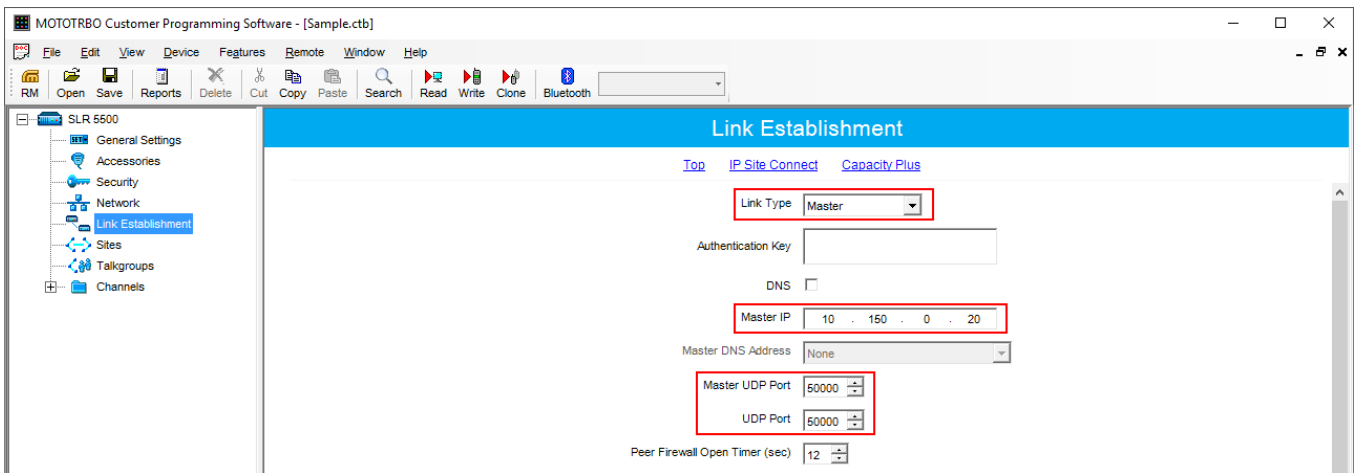 MOTOTRBO Customer Programming Software - [Sample.ctb]
File Edit View Device Features Remote Window Help
RM Open Save Reports Delete Cut Copy Paste Search Read Write Clone Bluetooth
SLR 5500
General Settings
Accessories
Security
Network
Link Establishment
Sites
Talkgroups
Channels
Link Establishment
Top IP Site Connect Capacity Plus
Link Type Master
Authentication Key
DNS
Master IP 10 . 150 . 0 . 20
Master DNS Address None
Master UDP Port 50000
UDP Port 50000
Peer Firewall Open Timer (sec) 12